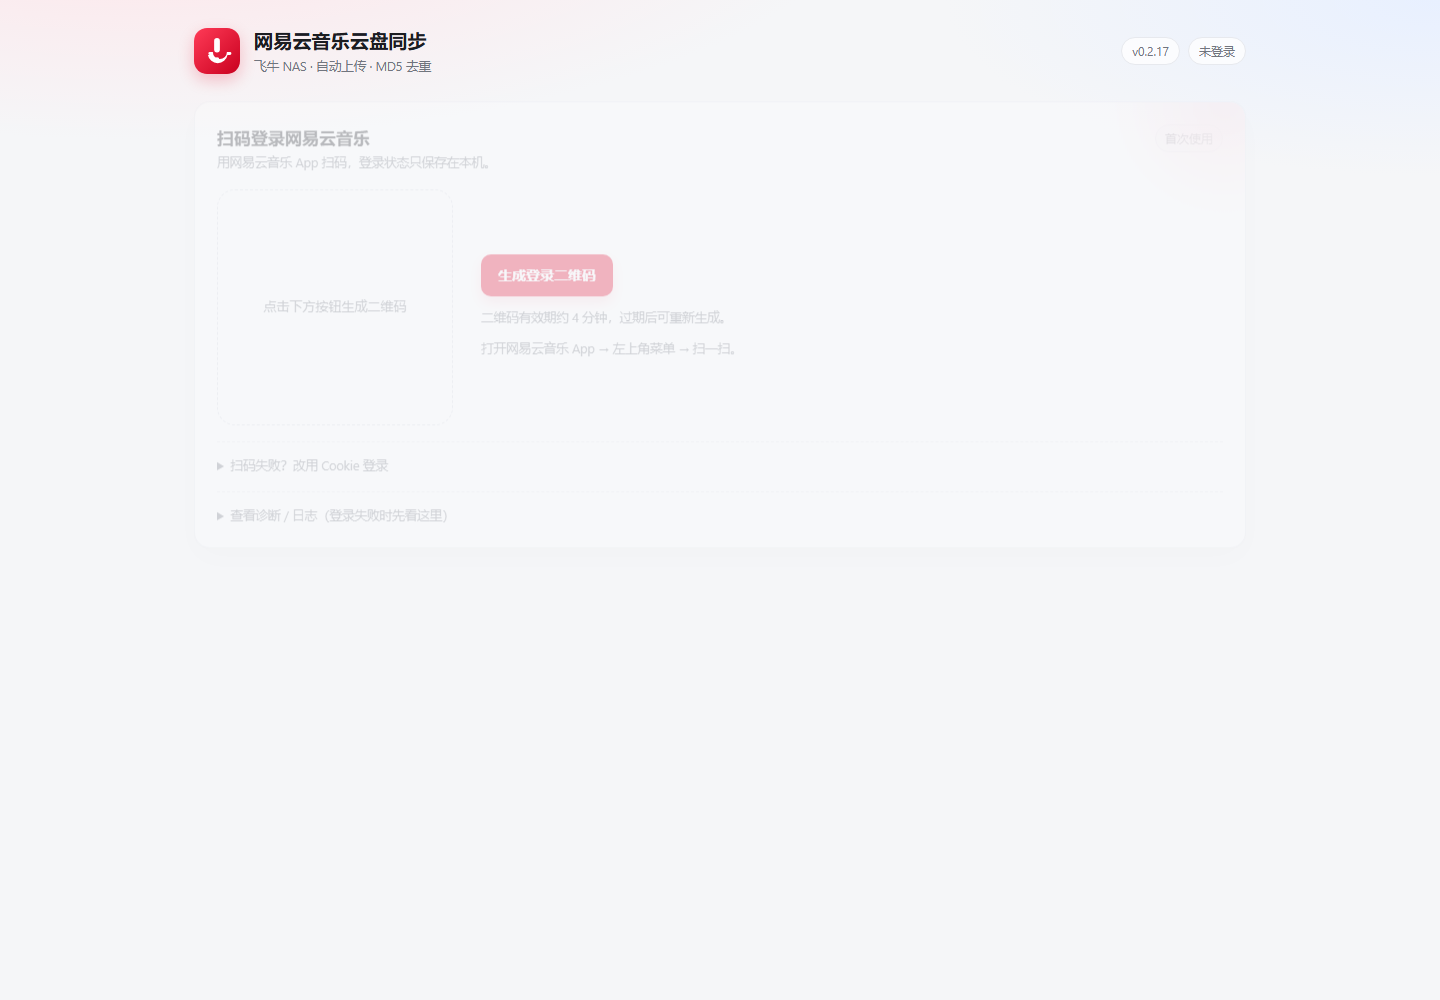 网易云音乐云盘同步
飞牛 NAS · 自动上传 · MD5 去重
v0.2.17
未登录
扫码登录网易云音乐
首次使用
用网易云音乐 App 扫码，登录状态只保存在本机。
点击下方按钮生成二维码
生成登录二维码
二维码有效期约 4 分钟，过期后可重新生成。
打开网易云音乐 App → 左上角菜单 → 扫一扫。
▶ 扫码失败？改用 Cookie 登录
▶ 查看诊断 / 日志（登录失败时先看这里）